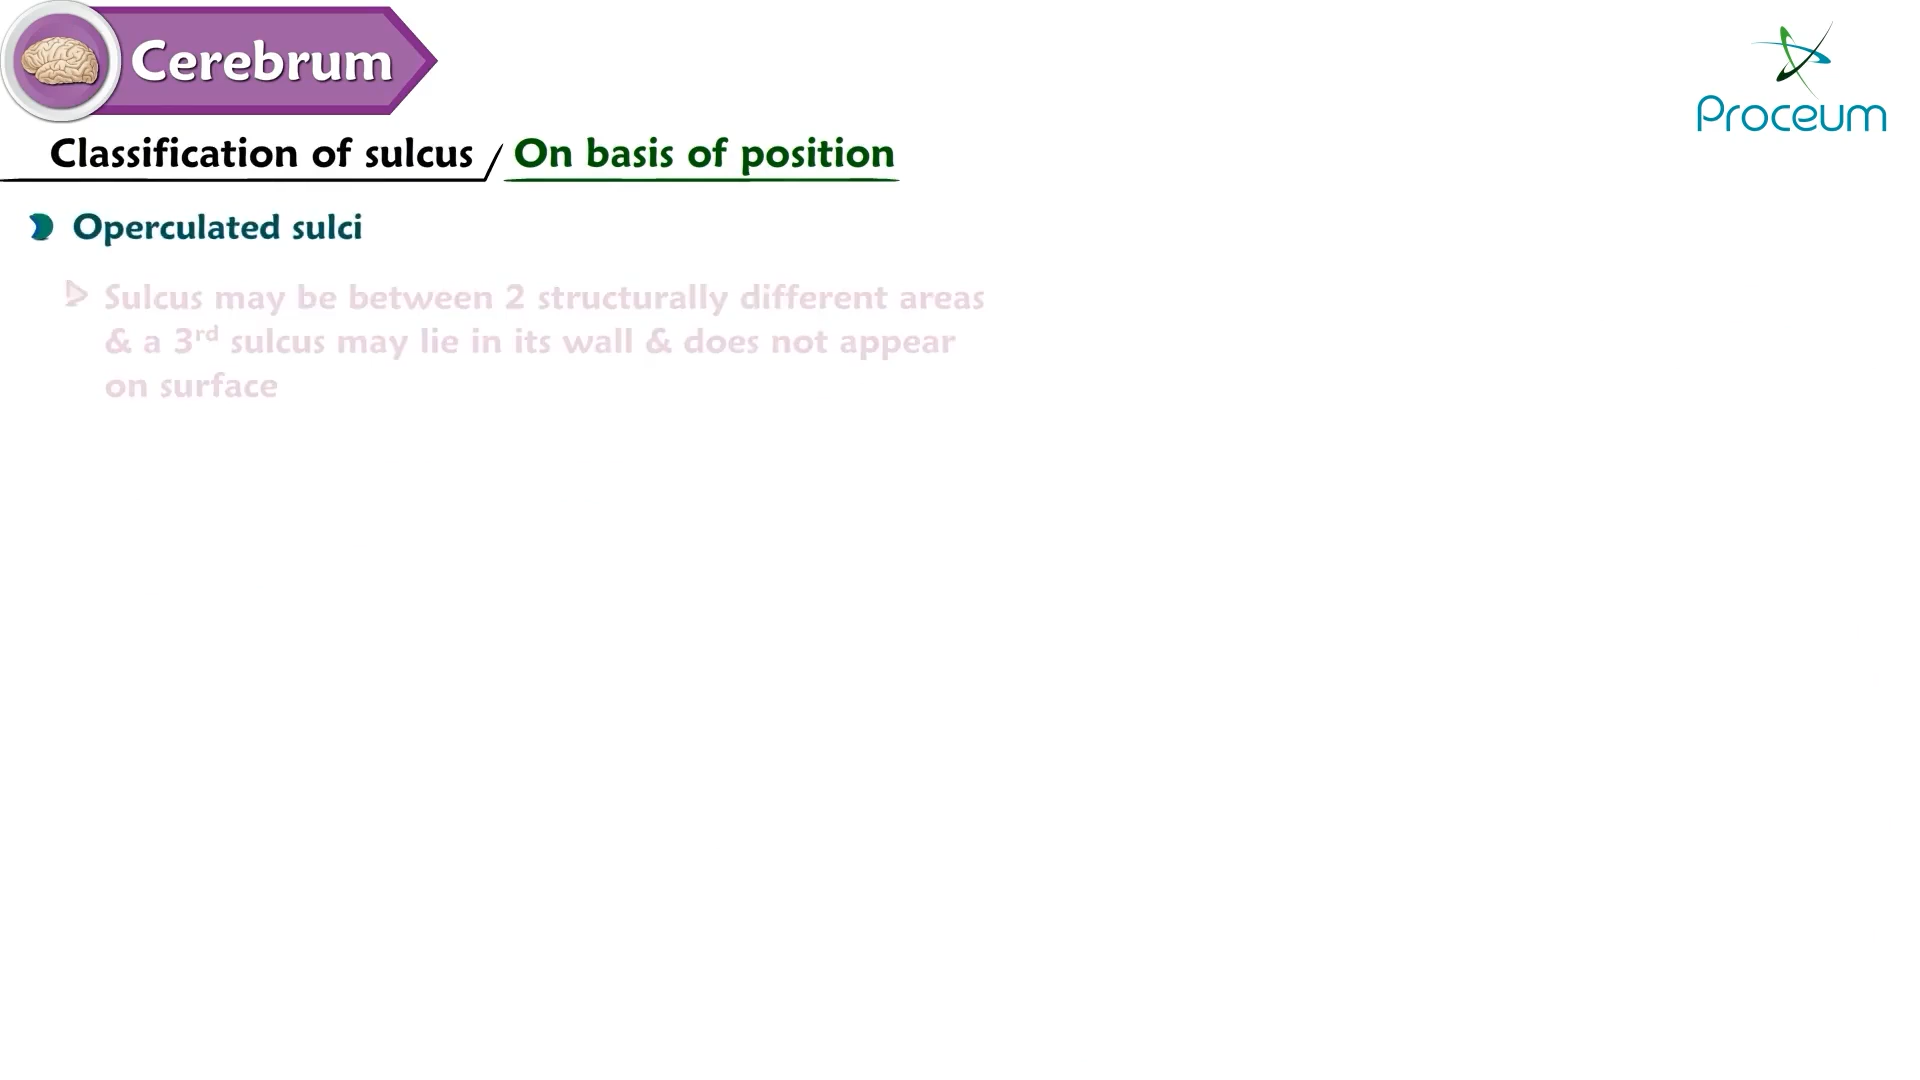 Cerebrum
Proceum
Classification of sulcus / On basis of position
Operculated sulci
Sulcus may be between 2 structurally different areas
& a 3rd sulcus may lie in its wall & does not appear
on surface